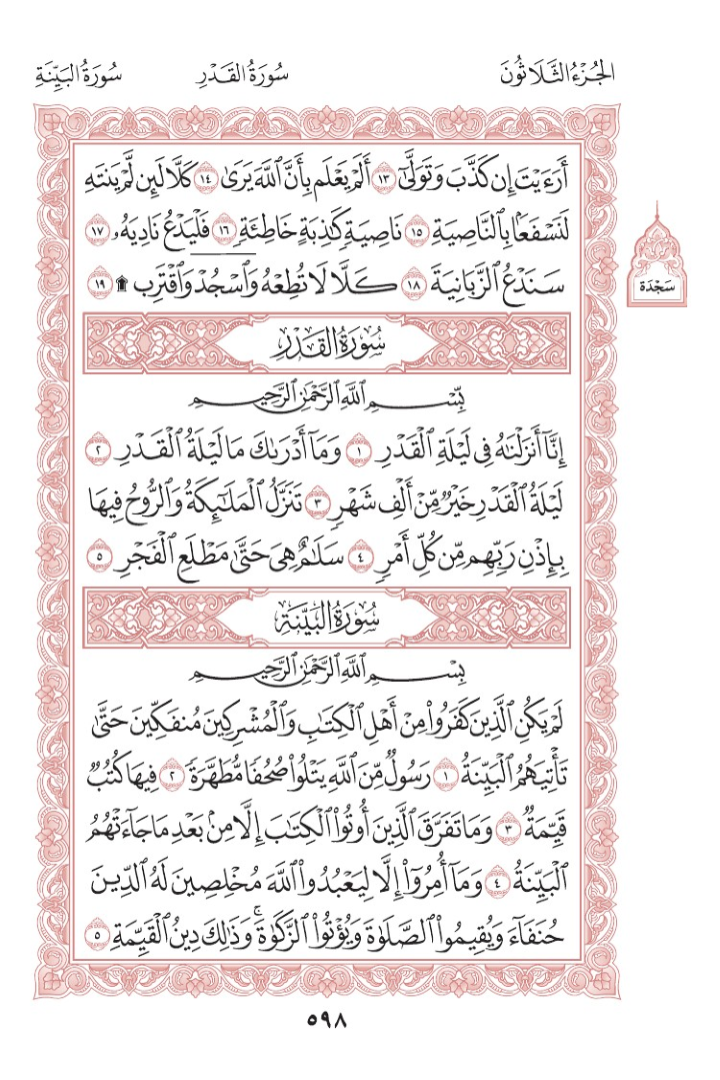 الجُزْءُ الثَّلَاثُونَ سُورَةُ القَدْرِ سُورَةُ البَيِّنَةِ
أَرَءَيْتَ إِن كَذَّبَ وَتَوَلَّىٰٓ ١٣ أَلَمْ يَعْلَم بِأَنَّ ٱللَّهَ يَرَىٰ ١٤ كَلَّا لَئِن لَّمْ يَنتَهِ
لَنَسْفَعًۢا بِٱلنَّاصِيَةِ ١٥ نَاصِيَةٍ كَٰذِبَةٍ خَاطِئَةٍ ١٦ فَلْيَدْعُ نَادِيَهُۥ ١٧
سَنَدْعُ ٱلزَّبَانِيَةَ ١٨ كَلَّا لَا تُطِعْهُ وَٱسْجُدْ وَٱقْتَرِب ۩ ١٩
سَجْدَة
سُورَةُ القَدْرِ
بِّسْمِ ٱللَّهِ ٱلرَّحْمَٰنِ ٱلرَّحِيمِ
إِنَّآ أَنزَلْنَٰهُ فِى لَيْلَةِ ٱلْقَدْرِ ١ وَمَآ أَدْرَىٰكَ مَا لَيْلَةُ ٱلْقَدْرِ ٢
لَيْلَةُ ٱلْقَدْرِ خَيْرٌ مِّنْ أَلْفِ شَهْرٍ ٣ تَنَزَّلُ ٱلْمَلَٰٓئِكَةُ وَٱلرُّوحُ فِيهَا
بِإِذْنِ رَبِّهِم مِّن كُلِّ أَمْرٍ ٤ سَلَٰمٌ هِىَ حَتَّىٰ مَطْلَعِ ٱلْفَجْرِ ٥
سُورَةُ البَيِّنَةِ
بِسْمِ ٱللَّهِ ٱلرَّحْمَٰنِ ٱلرَّحِيمِ
لَمْ يَكُنِ ٱلَّذِينَ كَفَرُوا۟ مِنْ أَهْلِ ٱلْكِتَٰبِ وَٱلْمُشْرِكِينَ مُنفَكِّينَ حَتَّىٰ
تَأْتِيَهُمُ ٱلْبَيِّنَةُ ١ رَسُولٌ مِّنَ ٱللَّهِ يَتْلُوا۟ صُحُفًا مُّطَهَّرَةً ٢ فِيهَا كُتُبٌ
قَيِّمَةٌ ٣ وَمَا تَفَرَّقَ ٱلَّذِينَ أُوتُوا۟ ٱلْكِتَٰبَ إِلَّا مِنۢ بَعْدِ مَا جَآءَتْهُمُ
ٱلْبَيِّنَةُ ٤ وَمَآ أُمِرُوٓا۟ إِلَّا لِيَعْبُدُوا۟ ٱللَّهَ مُخْلِصِينَ لَهُ ٱلدِّينَ
حُنَفَآءَ وَيُقِيمُوا۟ ٱلصَّلَوٰةَ وَيُؤْتُوا۟ ٱلزَّكَوٰةَ ۚ وَذَٰلِكَ دِينُ ٱلْقَيِّمَةِ ٥
٥٩٨